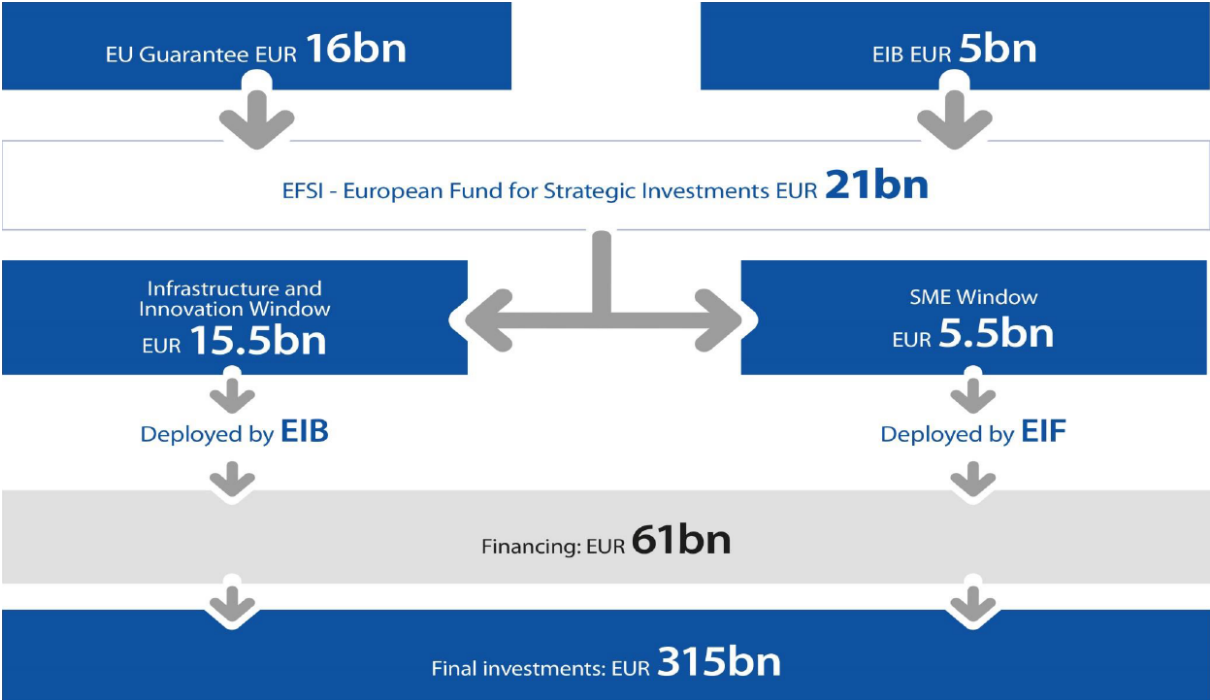 EU Guarantee EUR 16bn
EIB EUR 5bn
EFSI - European Fund for Strategic Investments EUR 21bn
Infrastructure and
Innovation Window
EUR 15.5bn
SME Window
EUR 5.5bn
Deployed by EIB
Deployed by EIF
Financing: EUR 61bn
Final investments: EUR 315bn